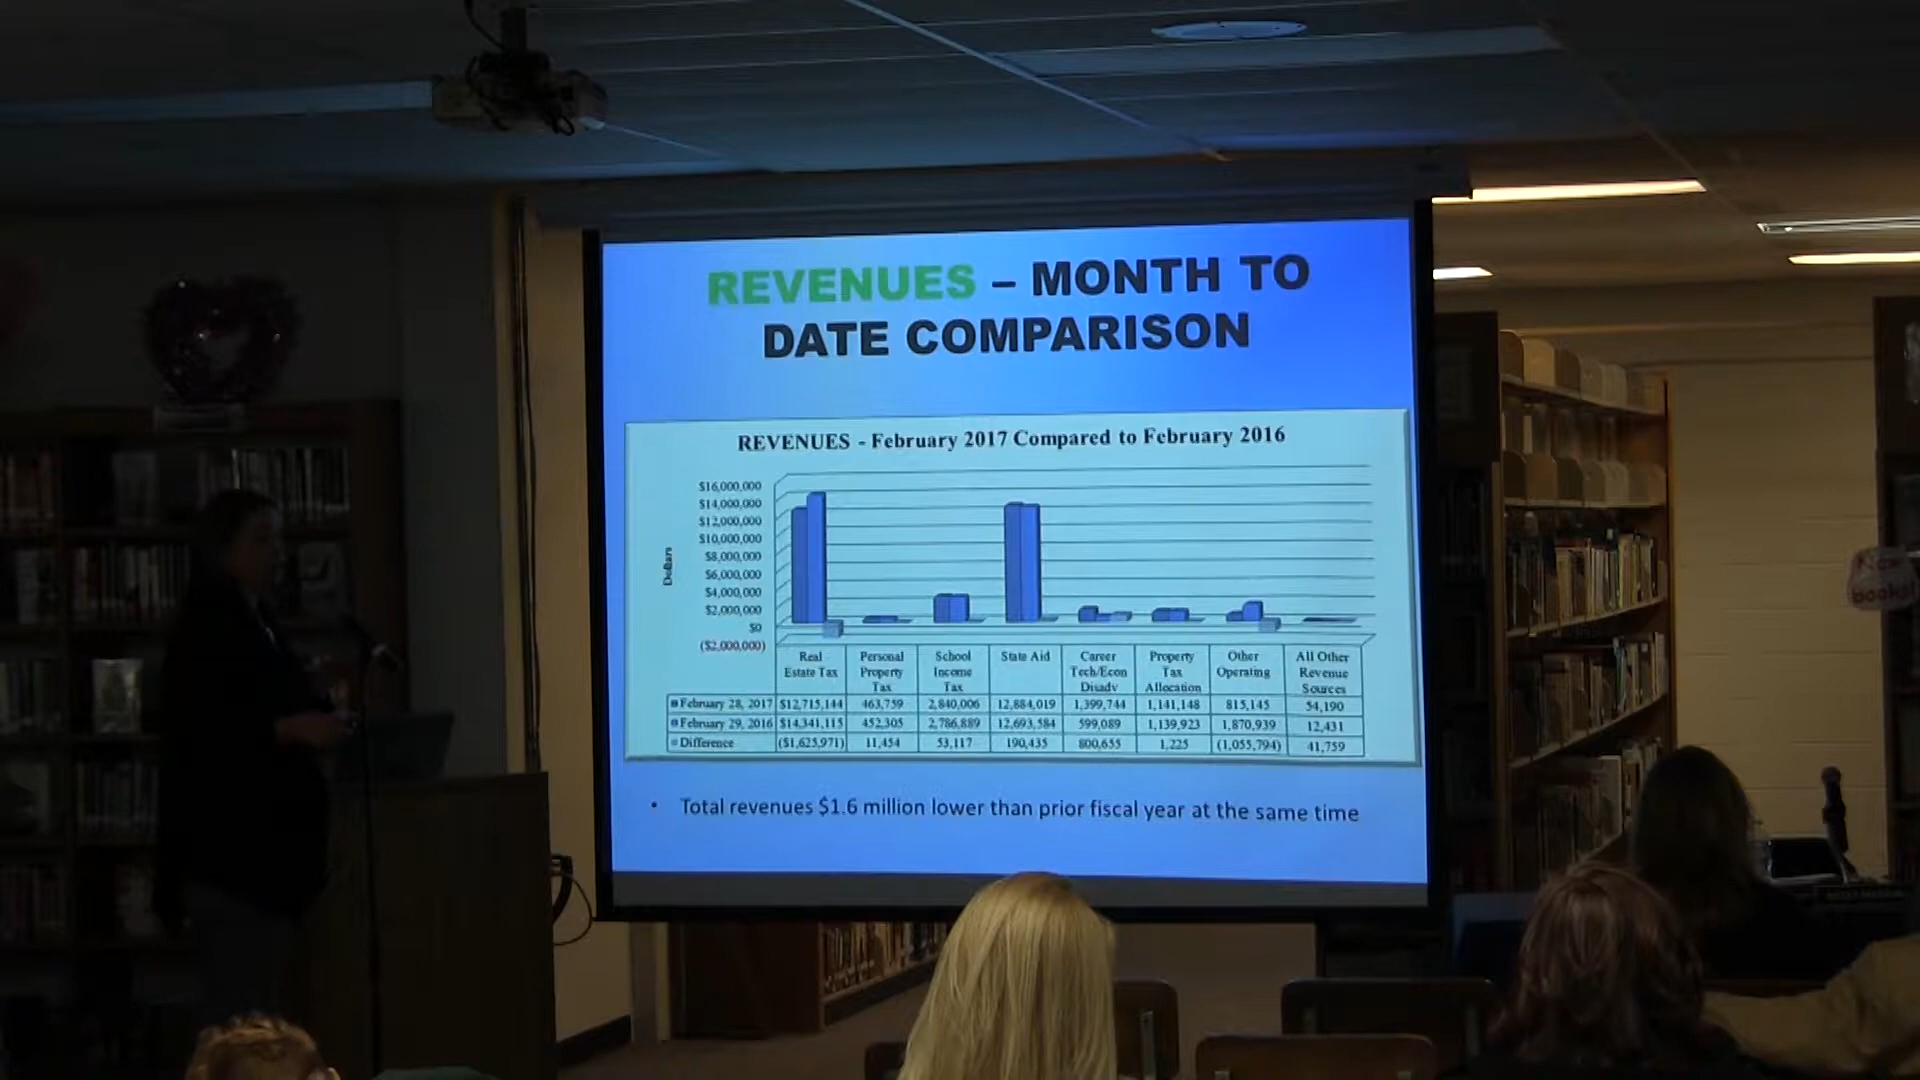 REVENUES – MONTH TO
DATE COMPARISON
REVENUES - February 2017 Compared to February 2016
$16,000,000
$14,000,000
$12,000,000
$10,000,000
$8,000,000
$6,000,000
$4,000,000
$2,000,000
$0
($2,000,000)
Dollars
Real Estate Tax
Personal Property Tax
School Income Tax
State Aid
Career Tech/Econ Disadv
Property Tax Allocation
Other Operating
All Other Revenue Sources
February 28, 2017 $12,715,144 463,759 2,840,006 12,884,019 1,399,744 1,141,148 815,145 54,190
February 29, 2016 $14,341,115 452,305 2,786,889 12,693,584 599,089 1,139,923 1,870,939 12,431
Difference ($1,625,971) 11,454 53,117 190,435 800,655 1,225 (1,055,794) 41,759
• Total revenues $1.6 million lower than prior fiscal year at the same time
New
books!